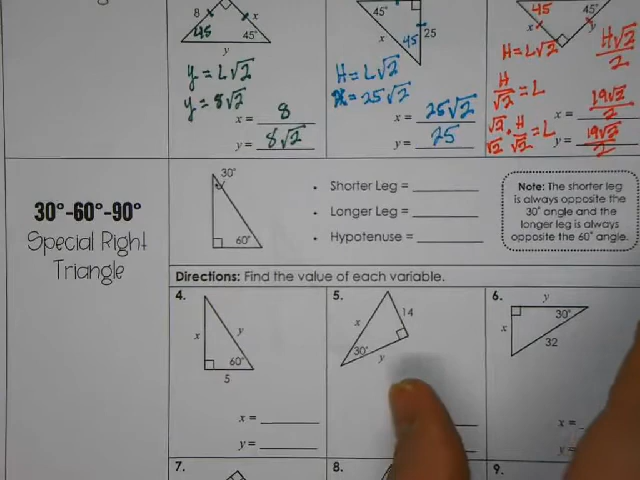 8
x
45
45°
y
y = L√2
y = 8√2
x = 8
y = 8√2
45°
x
45
25
H = L√2
x = 25√2
x = 25√2
y = 25
45
45°
x
y
H = L√2
H/√2 = L
√2/√2 · H/√2 = L
H√2/2
x = 19√2/2
y = 19√2/2
30°-60°-90°
Special Right
Triangle
30°
60°
• Shorter Leg =
• Longer Leg =
• Hypotenuse =
Note: The shorter leg
is always opposite the
30° angle and the
longer leg is always
opposite the 60° angle.
Directions: Find the value of each variable.
4.
x
y
60°
5
x =
y =
5.
x
14
30°
y
6.
y
x
30°
32
x =
y =
7.
8.
9.